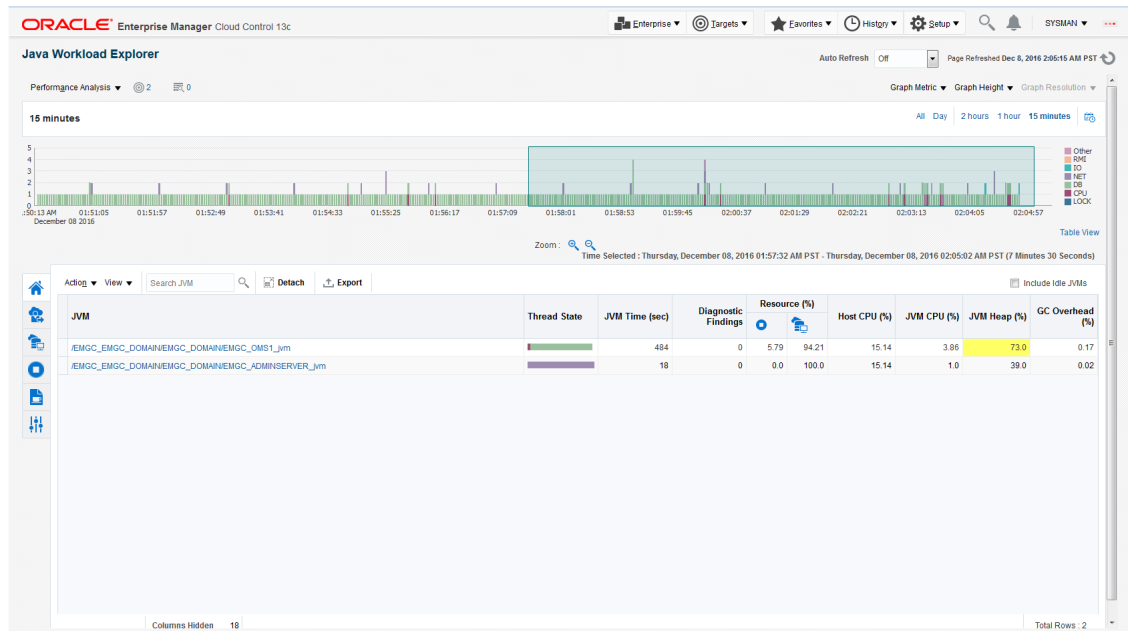 ORACLE Enterprise Manager Cloud Control 13c
Enterprise Targets Favorites History Setup SYSMAN
Java Workload Explorer
Auto Refresh Off Page Refreshed Dec 8, 2016 2:05:15 AM PST
Performance Analysis 2 0
Graph Metric Graph Height Graph Resolution
15 minutes
All Day 2 hours 1 hour 15 minutes
5
4
3
2
1
0
Other
RMI
IO
NET
DB
CPU
LOCK
:50:13 AM 01:51:05 01:51:57 01:52:49 01:53:41 01:54:33 01:55:25 01:56:17 01:57:09 01:58:01 01:58:53 01:59:45 02:00:37 02:01:29 02:02:21 02:03:13 02:04:05 02:04:57
December 08 2016
Table View
Zoom :
Time Selected : Thursday, December 08, 2016 01:57:32 AM PST - Thursday, December 08, 2016 02:05:02 AM PST (7 Minutes 30 Seconds)
Action View Search JVM Detach Export
Include Idle JVMs
JVM Thread State JVM Time (sec) Diagnostic Findings Resource (%) Host CPU (%) JVM CPU (%) JVM Heap (%) GC Overhead (%)
/EMGC_EMGC_DOMAIN/EMGC_DOMAIN/EMGC_OMS1_jvm 484 0 5.79 94.21 15.14 3.86 73.0 0.17
/EMGC_EMGC_DOMAIN/EMGC_DOMAIN/EMGC_ADMINSERVER_jvm 18 0 0.0 100.0 15.14 1.0 39.0 0.02
Columns Hidden 18
Total Rows : 2